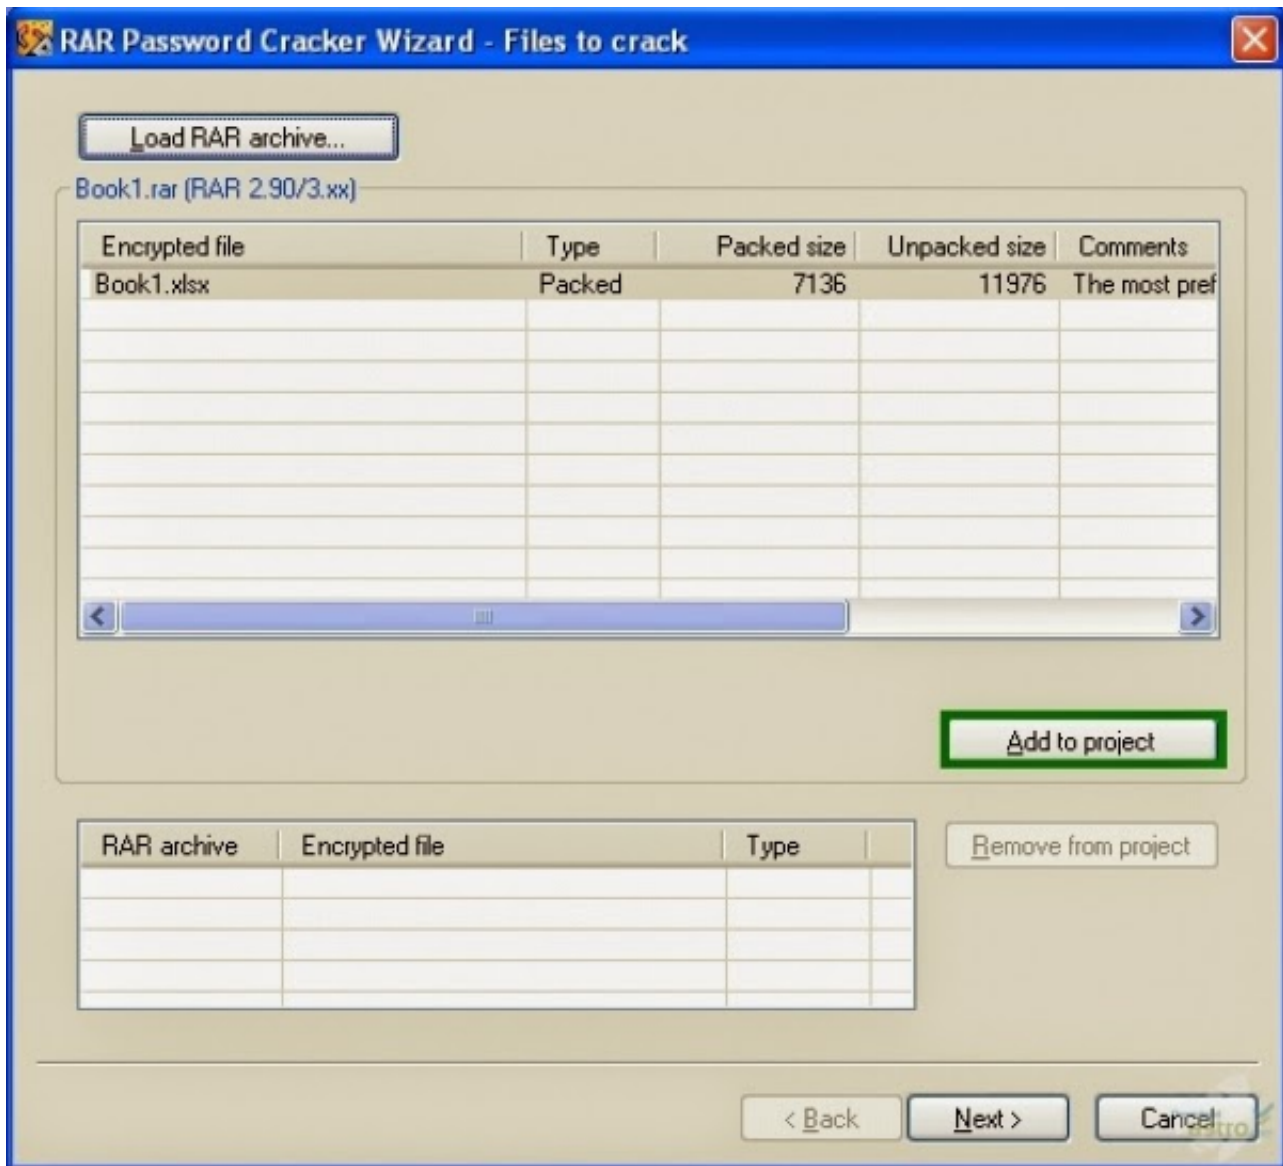 RAR Password Cracker Wizard - Files to crack
Load RAR archive...
Book1.rar (RAR 2.90/3.xx)
Encrypted file Type Packed size Unpacked size Comments
Book1.xlsx Packed 7136 11976 The most pref
Add to project
RAR archive Encrypted file Type
Remove from project
< Back Next > Cancel
astro